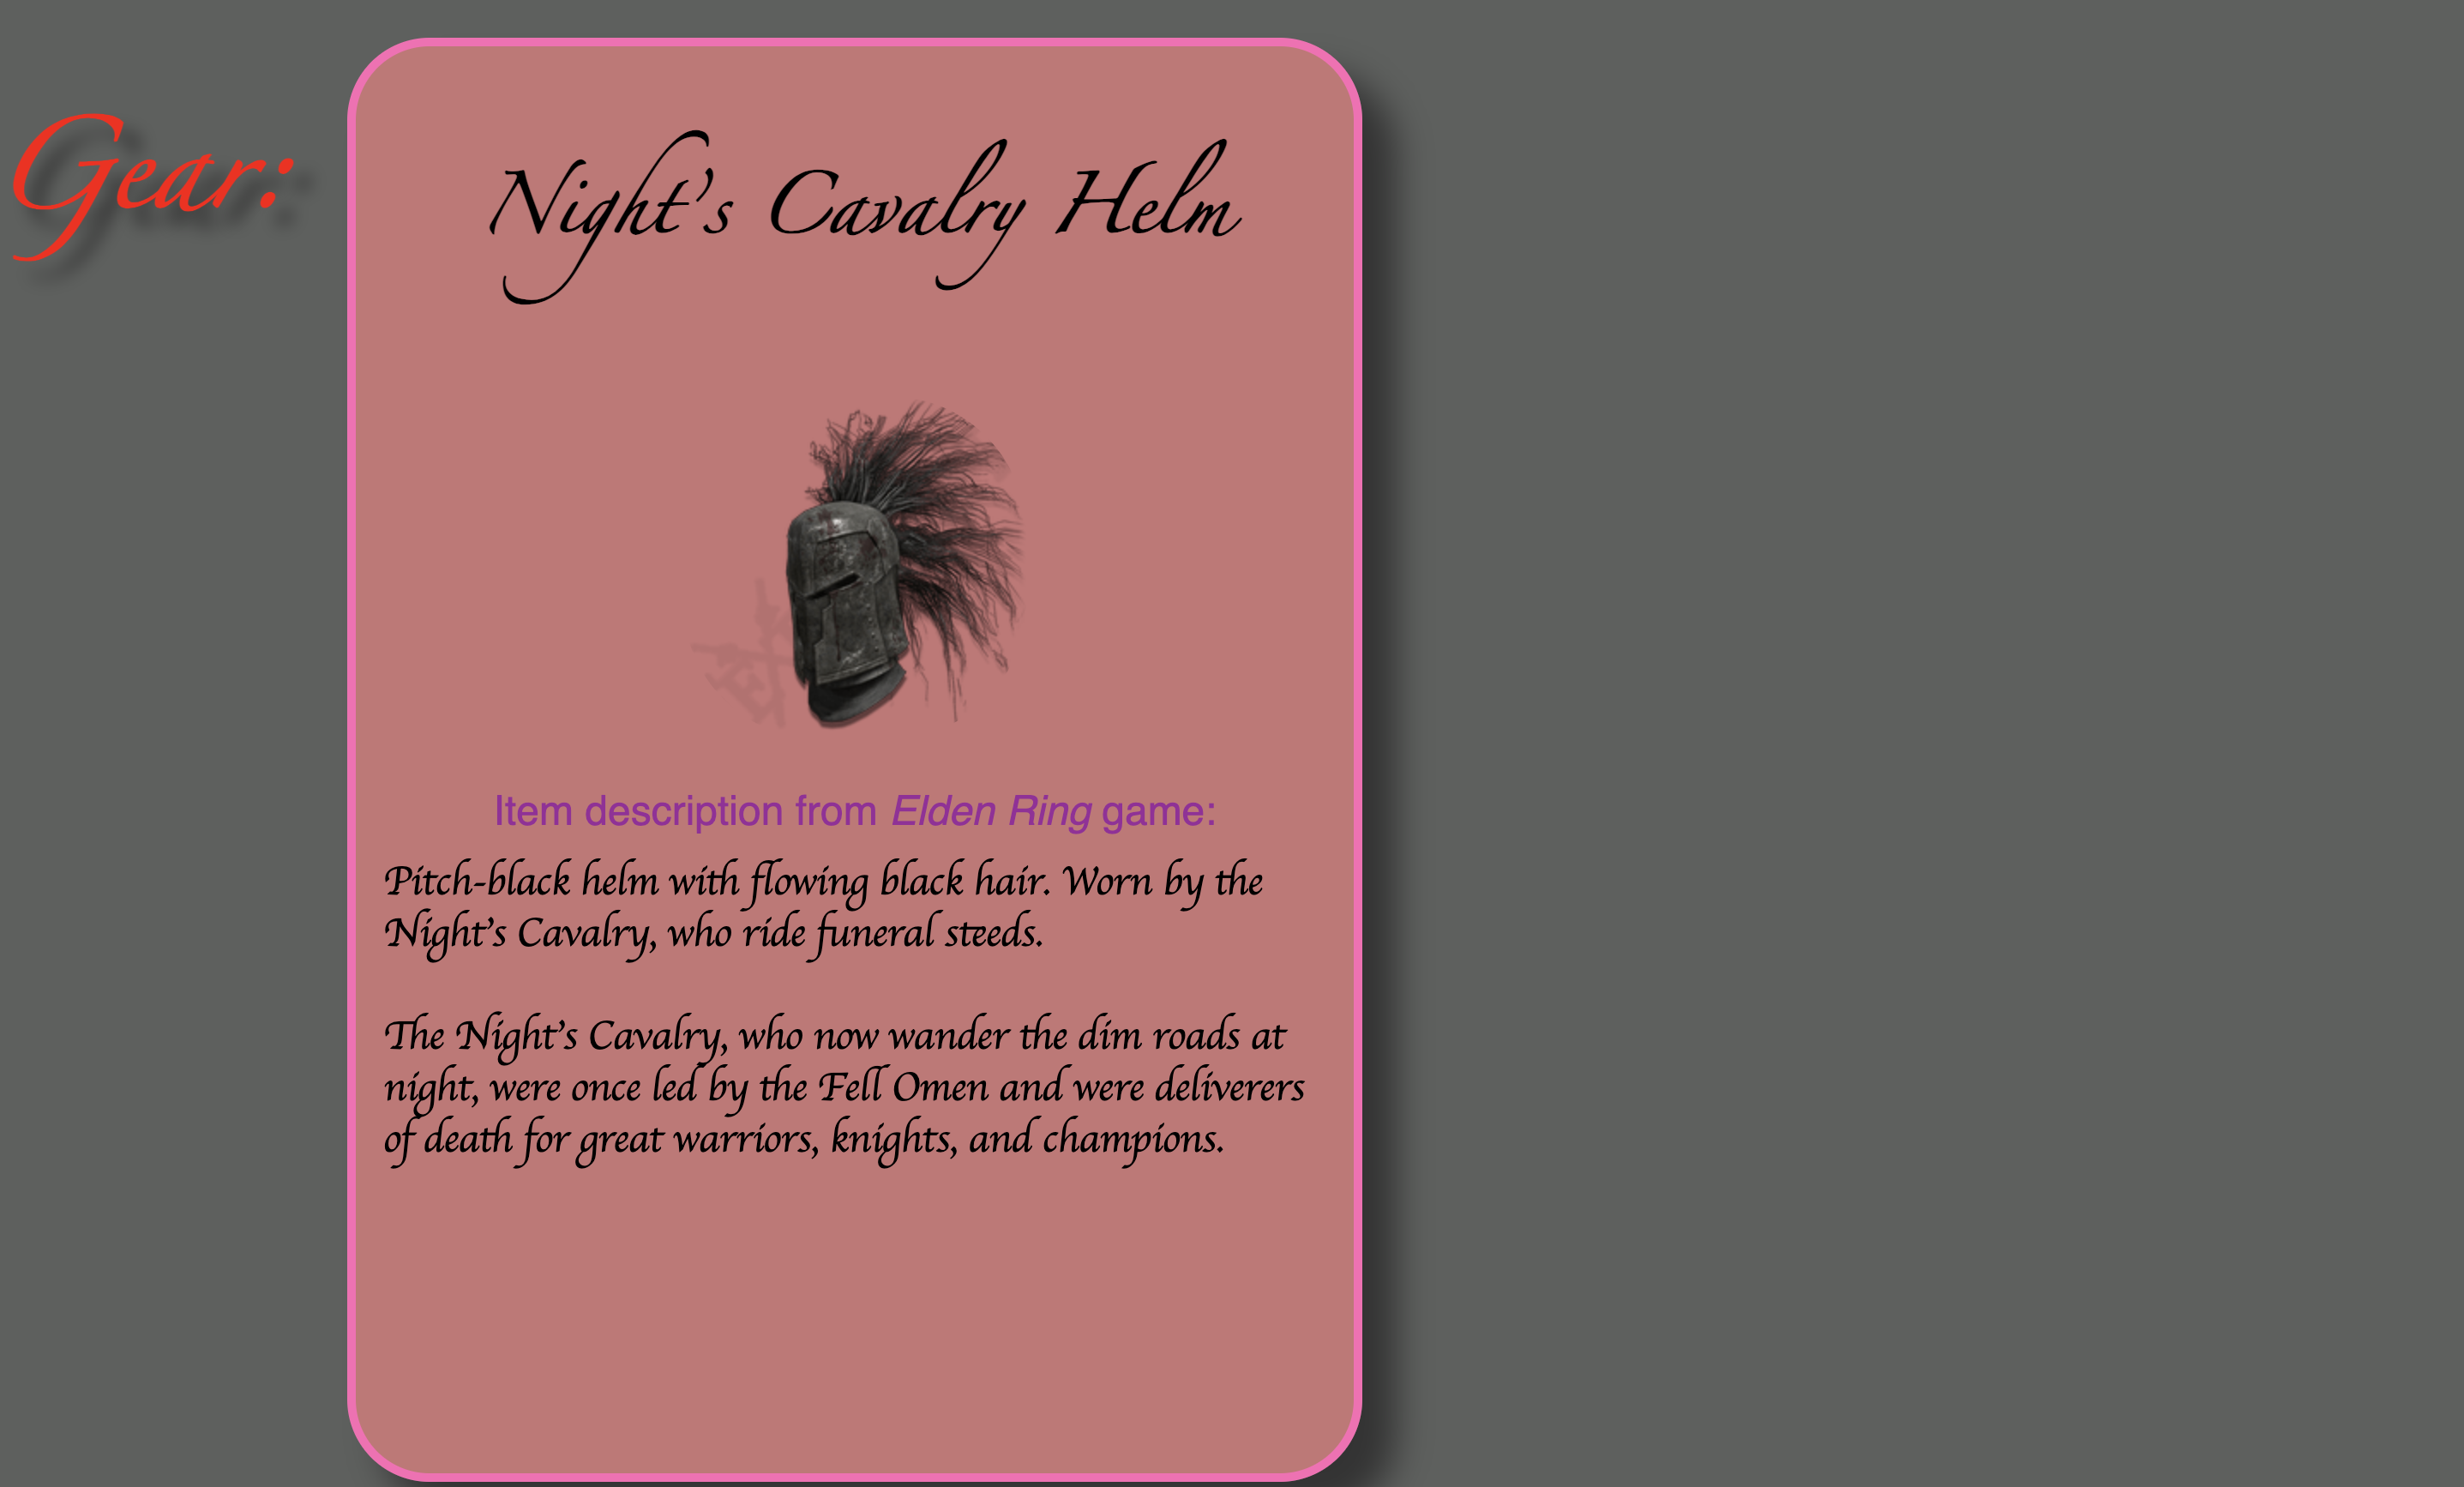 Gear:
Night's Cavalry Helm
Item description from Elden Ring game:
Pitch-black helm with flowing black hair. Worn by the
Night's Cavalry, who ride funeral steeds.
The Night's Cavalry, who now wander the dim roads at
night, were once led by the Fell Omen and were deliverers
of death for great warriors, knights, and champions.